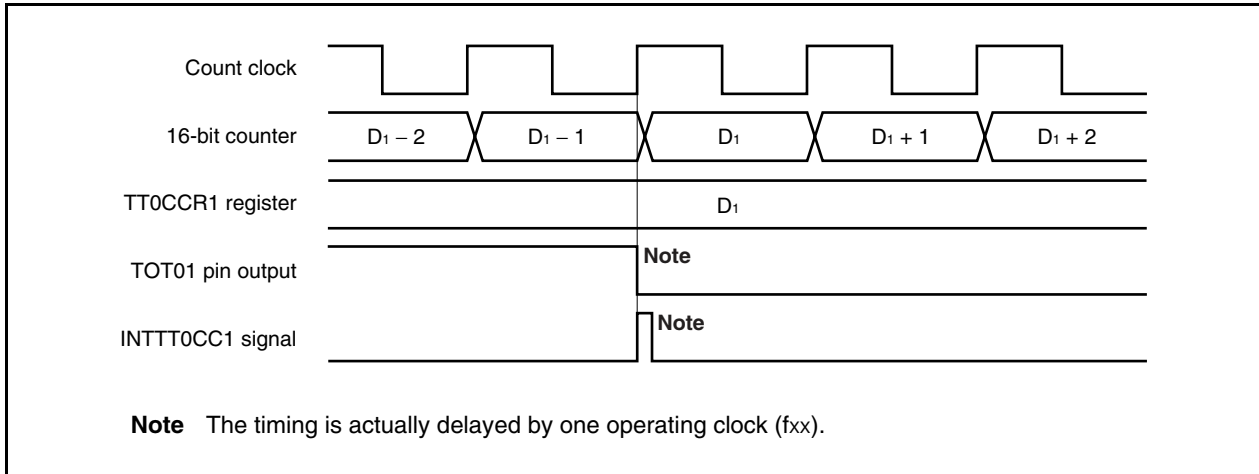 Count clock
16-bit counter D1 − 2 D1 − 1 D1 D1 + 1 D1 + 2
TT0CCR1 register D1
TOT01 pin output Note
INTTT0CC1 signal Note
Note The timing is actually delayed by one operating clock (fxx).